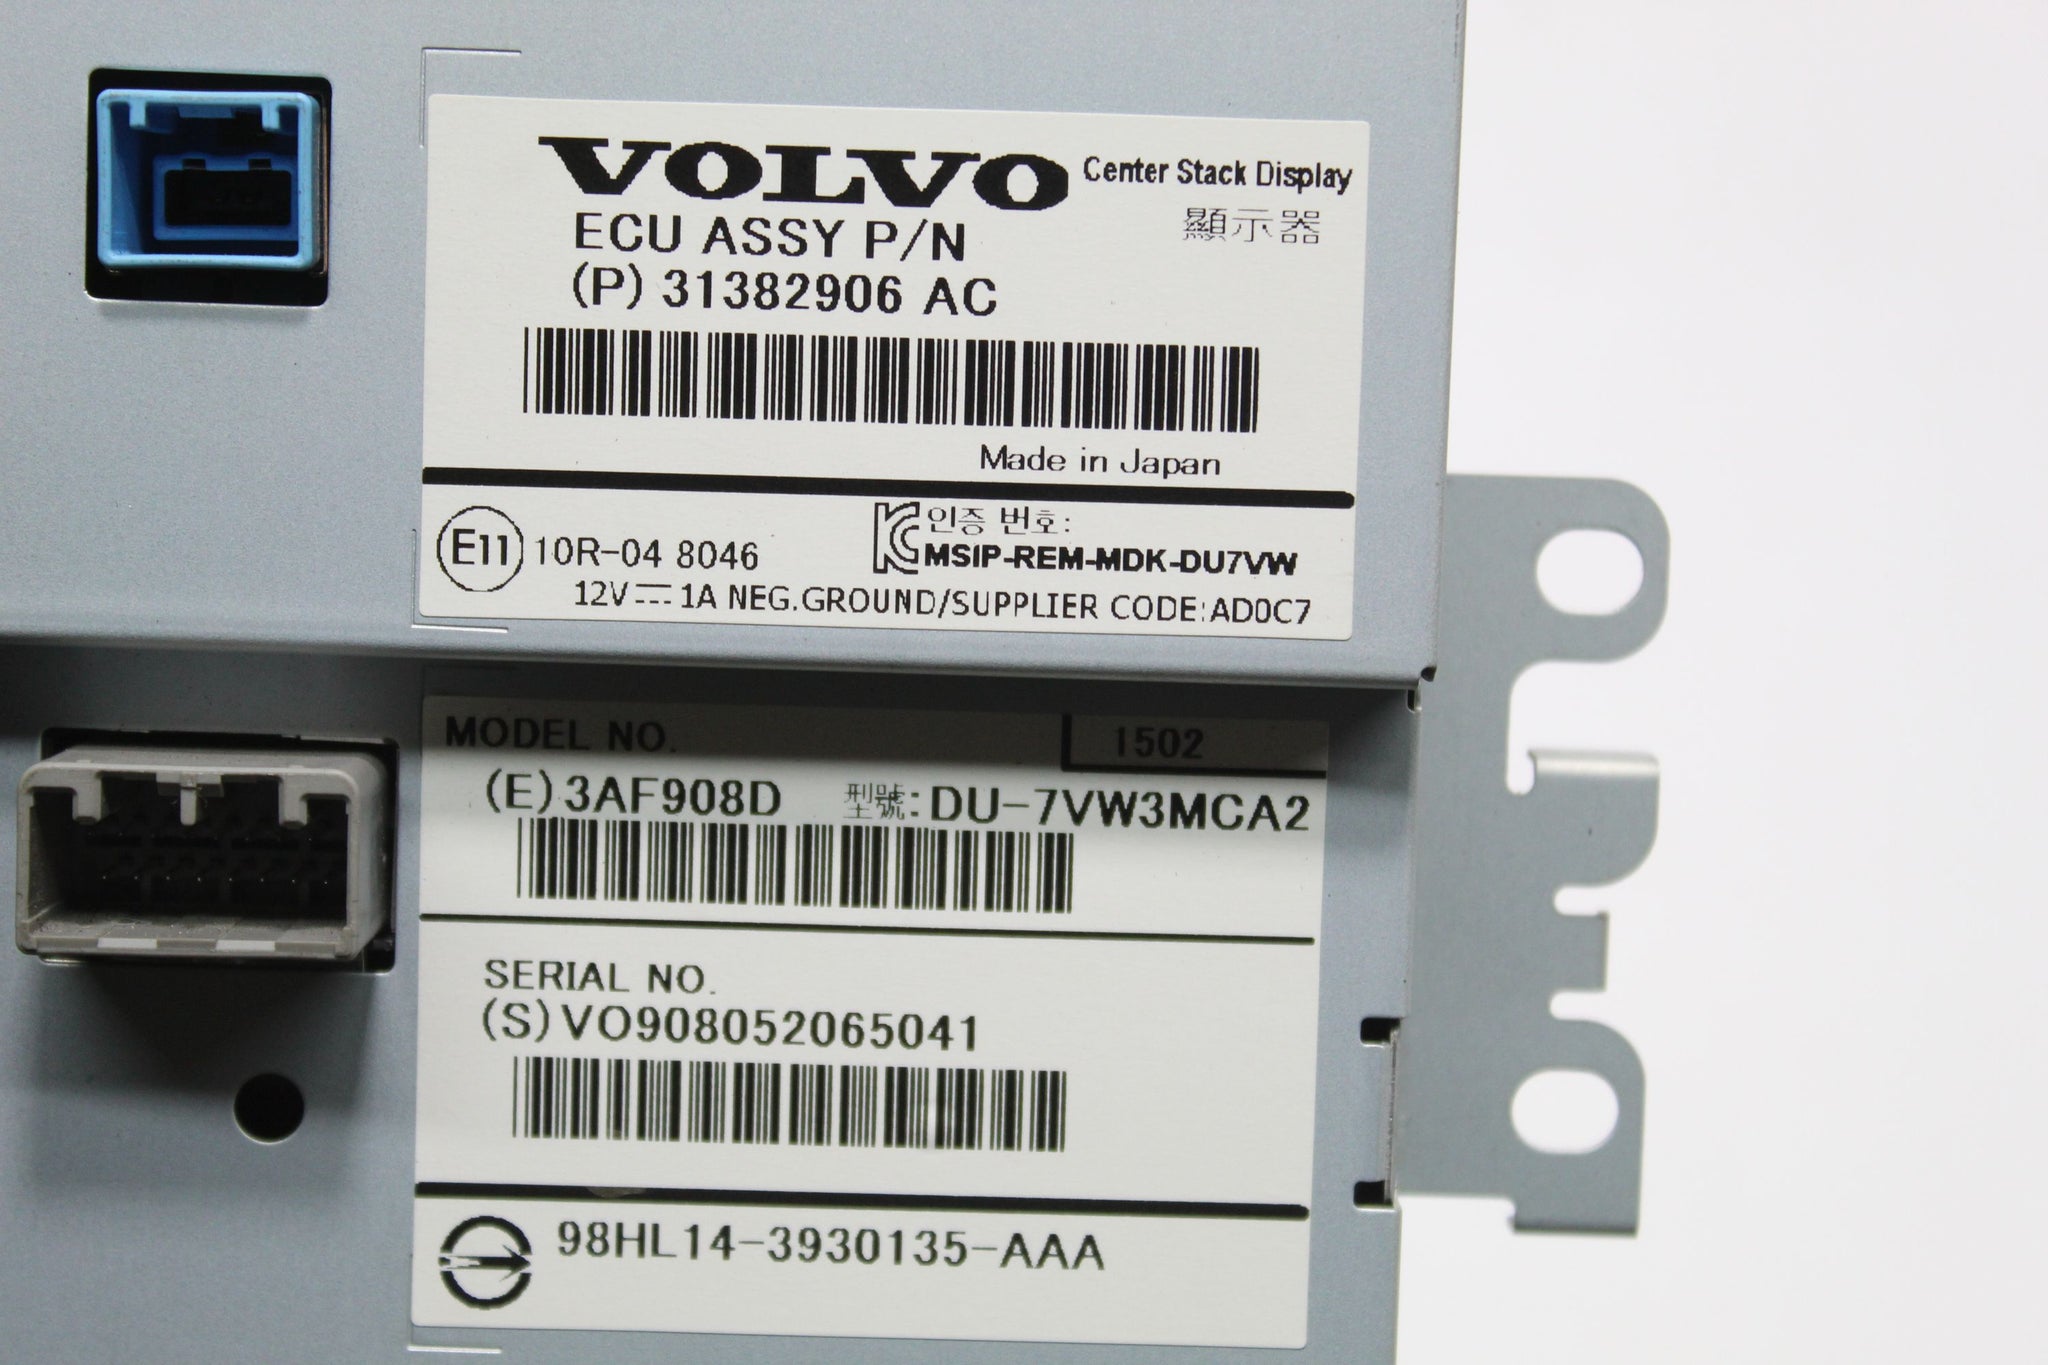 VOLVO Center Stack Display
顯示器
ECU ASSY P/N
(P) 31382906 AC
Made in Japan
E11 10R-04 8046
인증 번호:
MSIP-REM-MDK-DU7VW
12V⎓1A NEG.GROUND/SUPPLIER CODE:AD0C7
MODEL NO. 1502
(E)3AF908D 型號:DU-7VW3MCA2
SERIAL NO.
(S)VO908052065041
98HL14-3930135-AAA